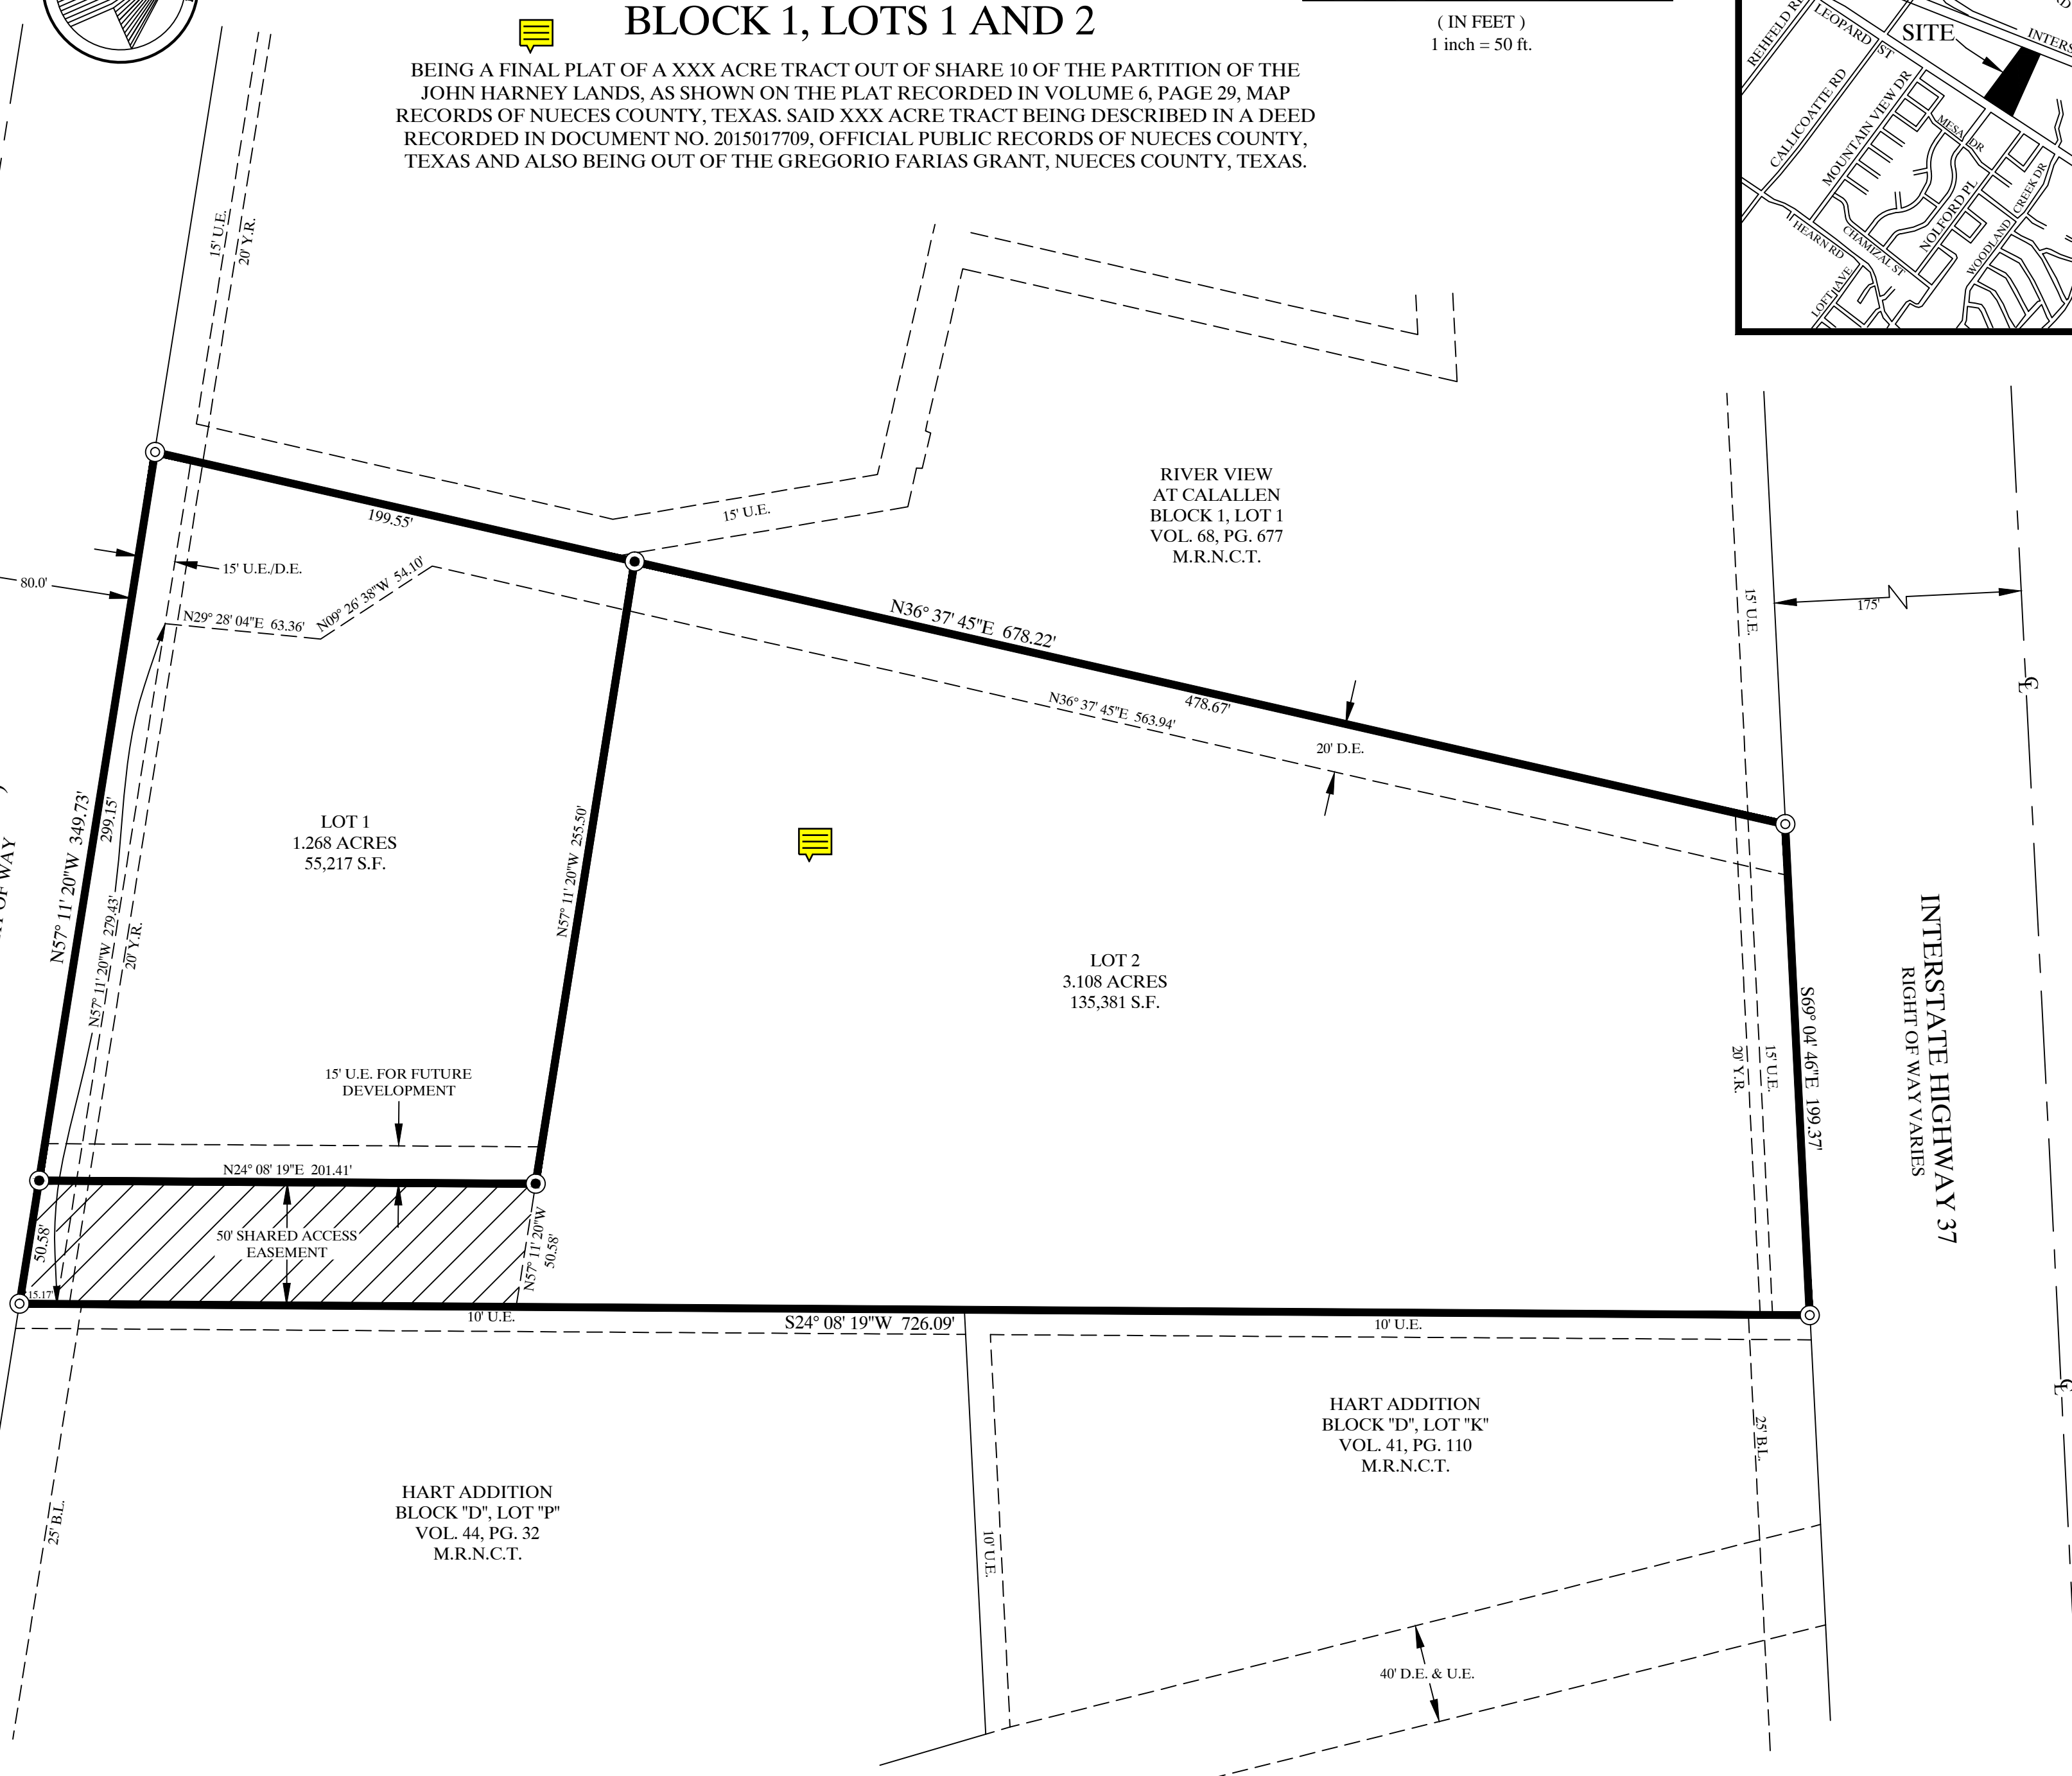 BLOCK 1, LOTS 1 AND 2
BEING A FINAL PLAT OF A XXX ACRE TRACT OUT OF SHARE 10 OF THE PARTITION OF THE
JOHN HARNEY LANDS, AS SHOWN ON THE PLAT RECORDED IN VOLUME 6, PAGE 29, MAP
RECORDS OF NUECES COUNTY, TEXAS. SAID XXX ACRE TRACT BEING DESCRIBED IN A DEED
RECORDED IN DOCUMENT NO. 2015017709, OFFICIAL PUBLIC RECORDS OF NUECES COUNTY,
TEXAS AND ALSO BEING OUT OF THE GREGORIO FARIAS GRANT, NUECES COUNTY, TEXAS.
( IN FEET )
1 inch = 50 ft.
SITE
LEOPARD ST
CALLICOATTE RD
MOUNTAIN VIEW DR
MESA DR
NOLFORD PL
CREEK DR
WOODLAND
HEARN RD
CHAMIZAL ST
LOFT AVE
15' U.E.
20' Y.R.
199.55'
15' U.E.
RIVER VIEW
AT CALALLEN
BLOCK 1, LOT 1
VOL. 68, PG. 677
M.R.N.C.T.
15' U.E./D.E.
80.0'
N29° 28' 04"E 63.36'
N09° 26' 38"W 54.10'
N36° 37' 45"E 678.22'
478.67'
N36° 37' 45"E 563.94'
20' D.E.
15' U.E.
175'
℄
N57° 11' 20"W 349.73'
299.15'
N57° 11' 20"W 279.43'
20' Y.R.
LOT 1
1.268 ACRES
55,217 S.F.
N57° 11' 20"W 255.50'
LOT 2
3.108 ACRES
135,381 S.F.
20' Y.R.
15' U.E.
S69° 04' 46"E 199.37'
INTERSTATE HIGHWAY 37
RIGHT OF WAY VARIES
OF WAY
15' U.E. FOR FUTURE
DEVELOPMENT
N24° 08' 19"E 201.41'
50.58'
50' SHARED ACCESS
EASEMENT
N57° 11' 20"W
50.58'
15.17'
10' U.E.
S24° 08' 19"W 726.09'
10' U.E.
℄
HART ADDITION
BLOCK "D", LOT "K"
VOL. 41, PG. 110
M.R.N.C.T.
25' B.L.
HART ADDITION
BLOCK "D", LOT "P"
VOL. 44, PG. 32
M.R.N.C.T.
25' B.L.
10' U.E.
40' D.E. & U.E.